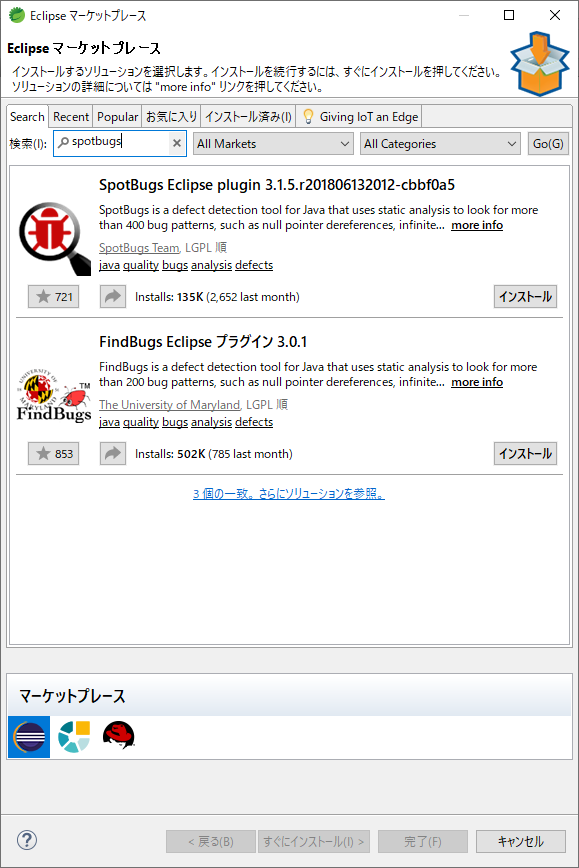 Eclipse マーケットプレース
Eclipse マーケットプレース
インストールするソリューションを選択します。インストールを続行するには、すぐにインストールを押してください。
ソリューションの詳細については "more info" リンクを押してください。
Search Recent Popular お気に入り インストール済み(I) Giving IoT an Edge
検索(I): spotbugs All Markets All Categories Go(G)
SpotBugs Eclipse plugin 3.1.5.r201806132012-cbbf0a5
SpotBugs is a defect detection tool for Java that uses static analysis to look for more
than 400 bug patterns, such as null pointer dereferences, infinite... more info
SpotBugs Team, LGPL 順
java quality bugs analysis defects
721 Installs: 135K (2,652 last month) インストール
FindBugs Eclipse プラグイン 3.0.1
FindBugs is a defect detection tool for Java that uses static analysis to look for more
than 200 bug patterns, such as null pointer dereferences, infinite... more info
UNIVERSITY OF
MARYLAND
TM
FindBugs
The University of Maryland, LGPL 順
java quality bugs analysis defects
853 Installs: 502K (785 last month) インストール
3 個の一致。さらにソリューションを参照。
マーケットプレース
< 戻る(B) すぐにインストール(I) > 完了(F) キャンセル